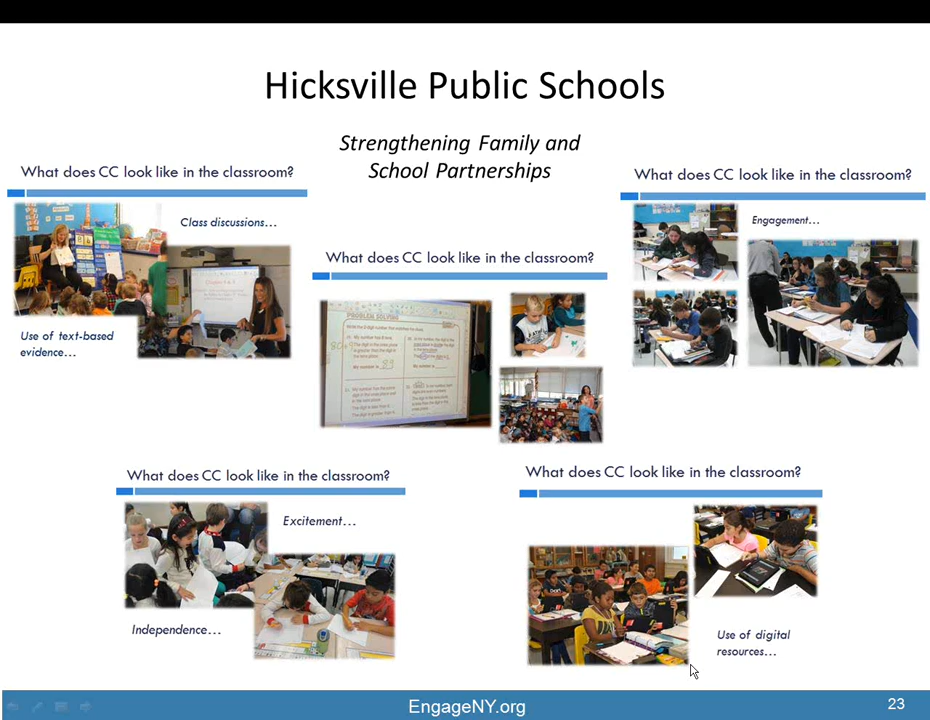 Hicksville Public Schools
Strengthening Family and
School Partnerships
What does CC look like in the classroom?
Class discussions...
Use of text-based
evidence...
What does CC look like in the classroom?
PROBLEM SOLVING
What does CC look like in the classroom?
Engagement...
What does CC look like in the classroom?
Excitement...
Independence...
What does CC look like in the classroom?
Use of digital
resources...
EngageNY.org
23